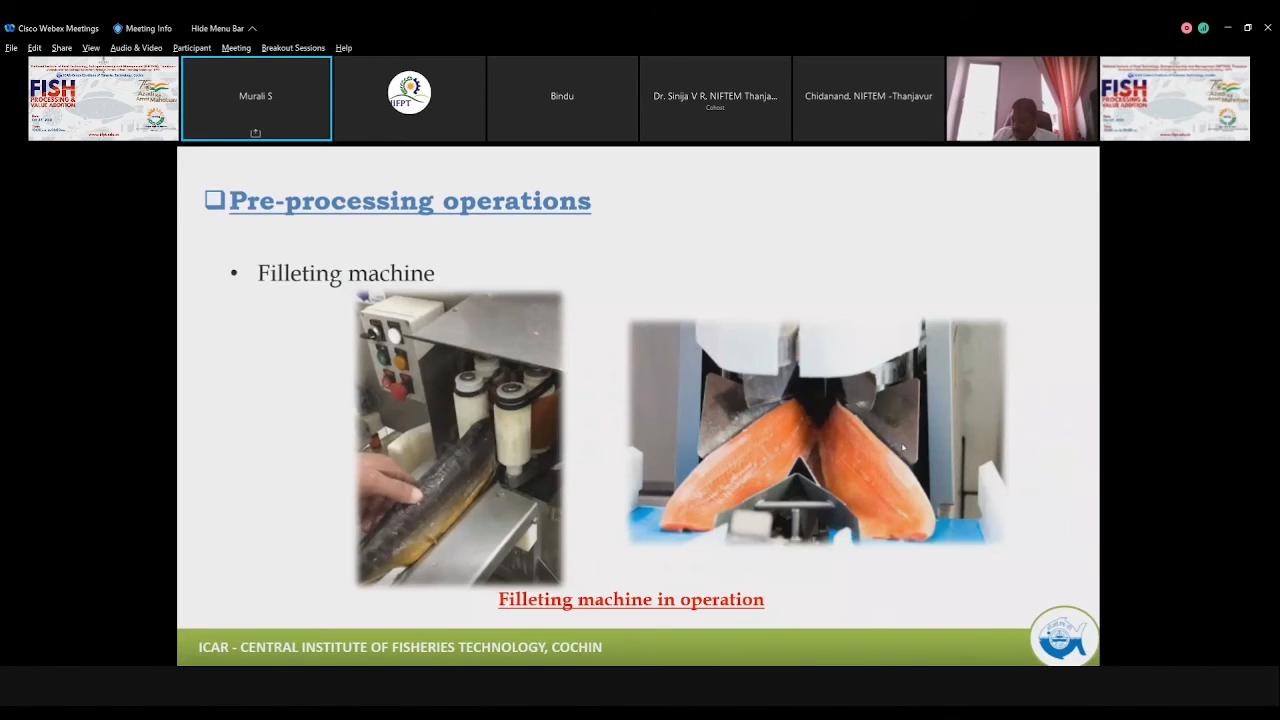 Cisco Webex Meetings
Meeting Info
Hide Menu Bar
File Edit Share View Audio & Video Participant Meeting Breakout Sessions Help
FISH
PROCESSING &
VALUE ADDITION
Murali S
IIFPT
Bindu
Dr. Sinija V R, NIFTEM Thanja...
Cohost
Chidanand, NIFTEM -Thanjavur
FISH
PROCESSING &
VALUE ADDITION
Pre-processing operations
• Filleting machine
Filleting machine in operation
ICAR - CENTRAL INSTITUTE OF FISHERIES TECHNOLOGY, COCHIN